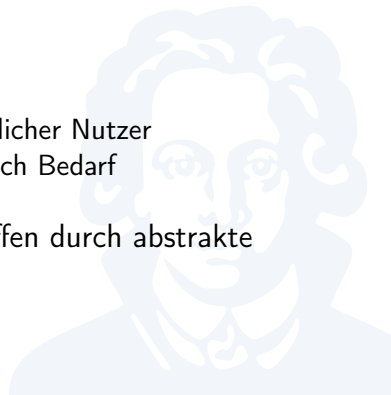 licher Nutzer
ch Bedarf
ffen durch abstrakte